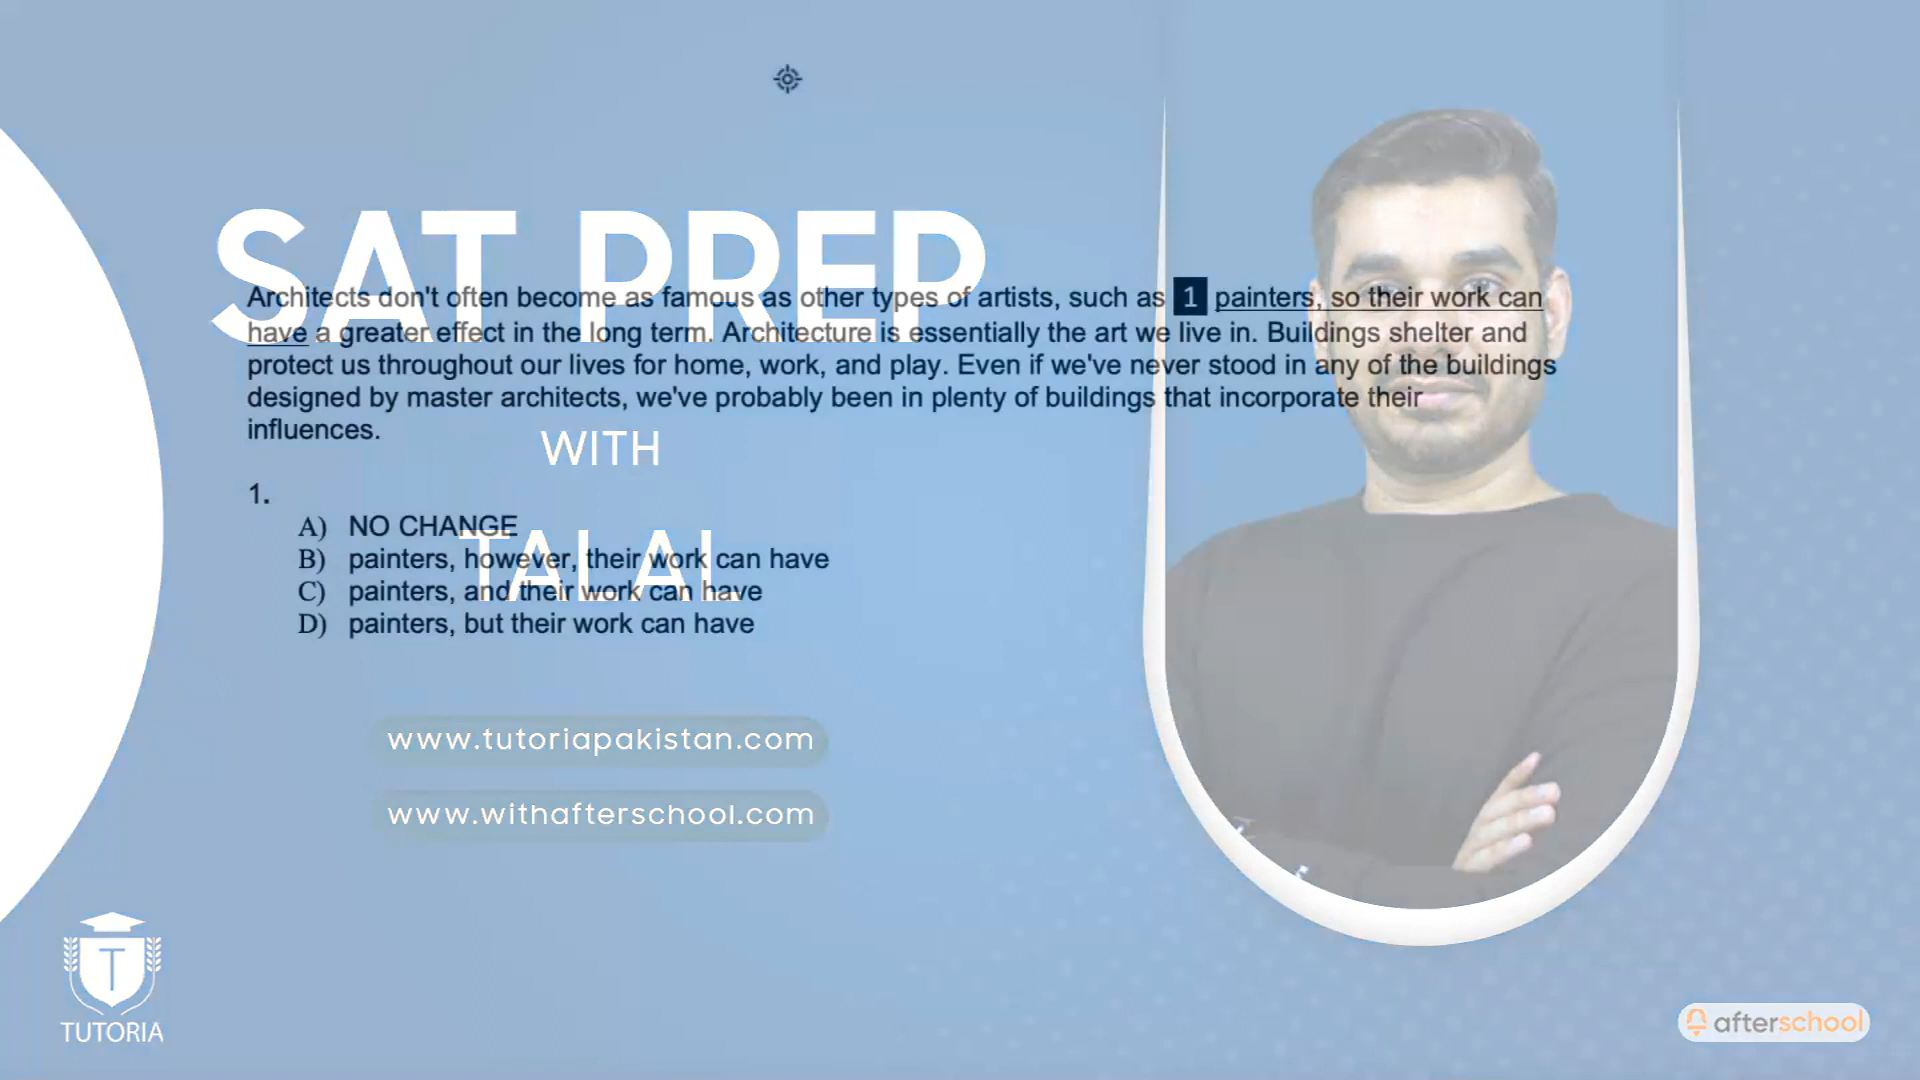 SAT PREP
Architects don't often become as famous as other types of artists, such as 1 painters, so their work can
have a greater effect in the long term. Architecture is essentially the art we live in. Buildings shelter and
protect us throughout our lives for home, work, and play. Even if we've never stood in any of the buildings
designed by master architects, we've probably been in plenty of buildings that incorporate their
influences.
WITH
1.
A) NO CHANGE
TALAL
B) painters, however, their work can have
C) painters, and their work can have
D) painters, but their work can have
www.tutoriapakistan.com
www.withafterschool.com
T
TUTORIA
afterschool